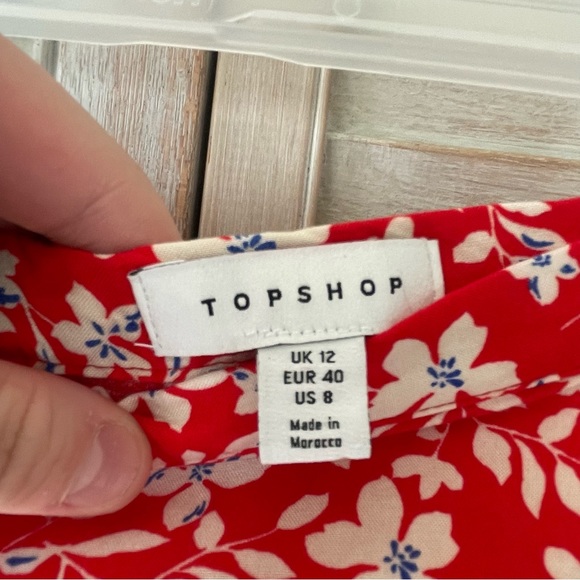 TOPSHOP
UK 12
EUR 40
US 8
Made in
Morocco